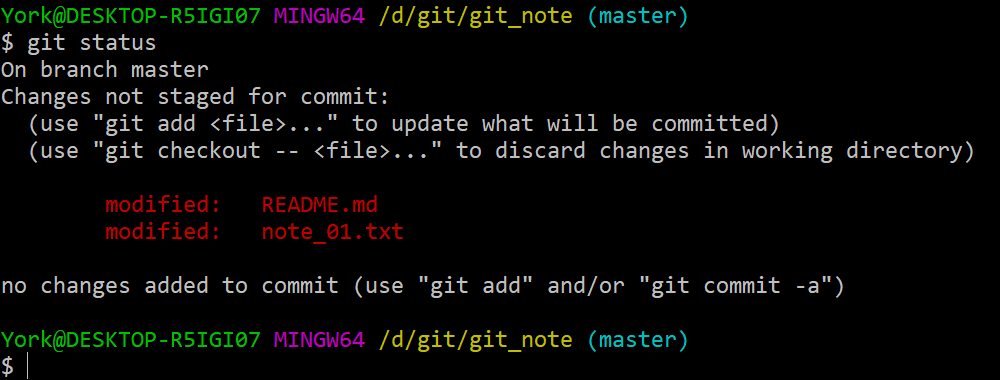 York@DESKTOP-R5IGI07 MINGW64 /d/git/git_note (master)
$ git status
On branch master
Changes not staged for commit:
  (use "git add <file>..." to update what will be committed)
  (use "git checkout -- <file>..." to discard changes in working directory)

        modified:   README.md
        modified:   note_01.txt

no changes added to commit (use "git add" and/or "git commit -a")

York@DESKTOP-R5IGI07 MINGW64 /d/git/git_note (master)
$